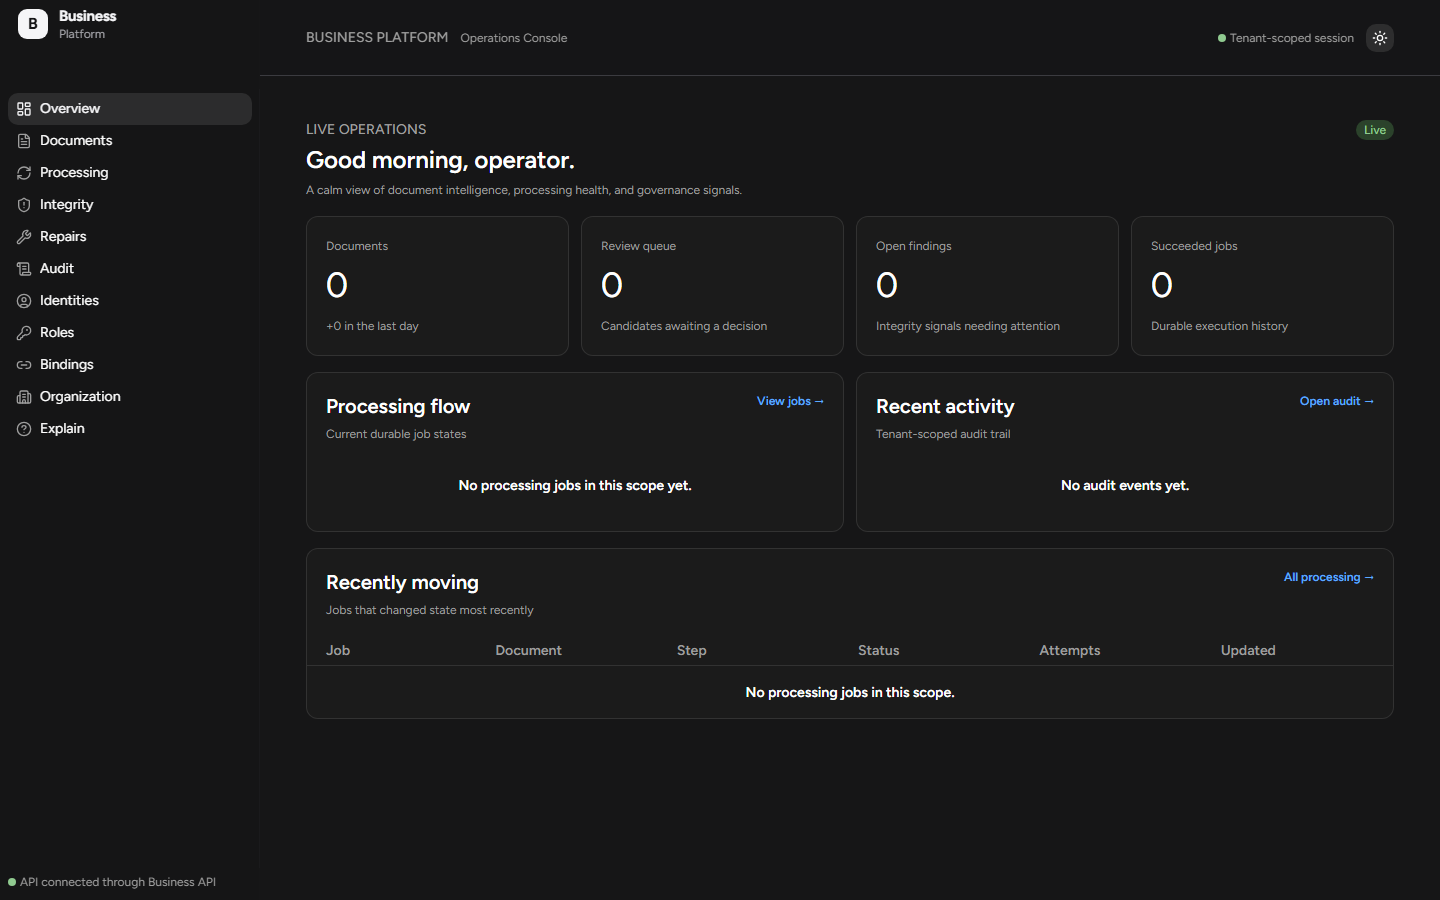 B
Business
Platform
Overview
Documents
Processing
Integrity
Repairs
Audit
Identities
Roles
Bindings
Organization
Explain
API connected through Business API
BUSINESS PLATFORM Operations Console
Tenant-scoped session
LIVE OPERATIONS
Live
Good morning, operator.
A calm view of document intelligence, processing health, and governance signals.
Documents
0
+0 in the last day
Review queue
0
Candidates awaiting a decision
Open findings
0
Integrity signals needing attention
Succeeded jobs
0
Durable execution history
Processing flow
View jobs →
Current durable job states
No processing jobs in this scope yet.
Recent activity
Open audit →
Tenant-scoped audit trail
No audit events yet.
Recently moving
All processing →
Jobs that changed state most recently
Job Document Step Status Attempts Updated
No processing jobs in this scope.